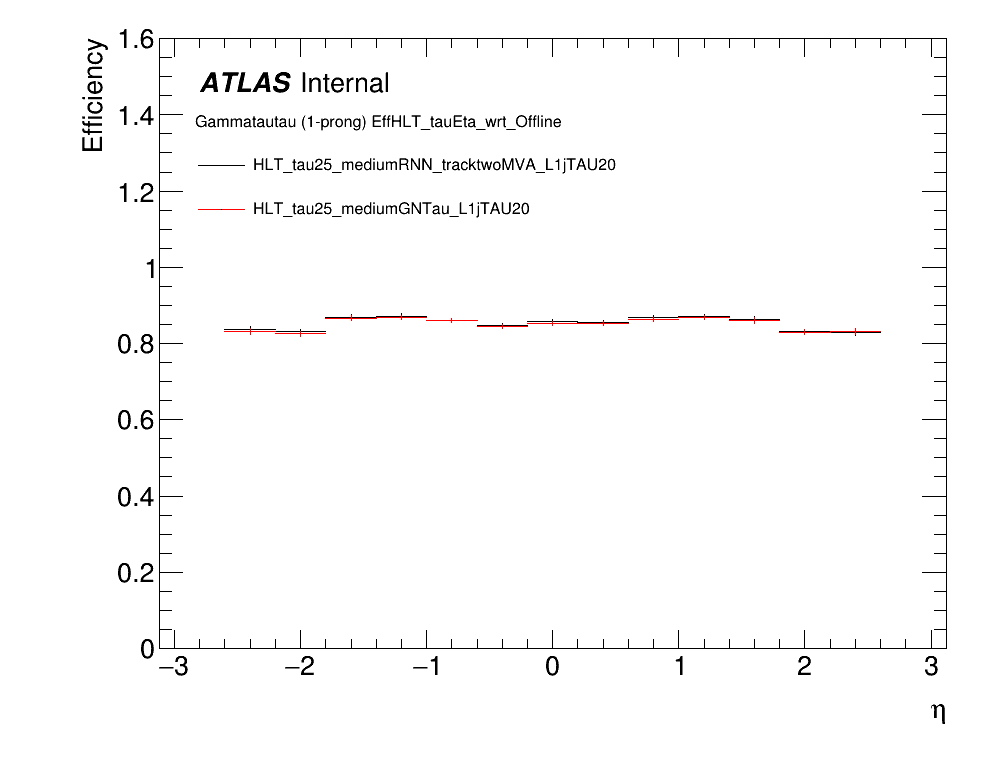 ATLAS Internal
Gammatautau (1-prong) EffHLT_tauEta_wrt_Offline
HLT_tau25_mediumRNN_tracktwoMVA_L1jTAU20
HLT_tau25_mediumGNTau_L1jTAU20
Efficiency
1.6
1.4
1.2
1
0.8
0.6
0.4
0.2
0
−3 −2 −1 0 1 2 3
η